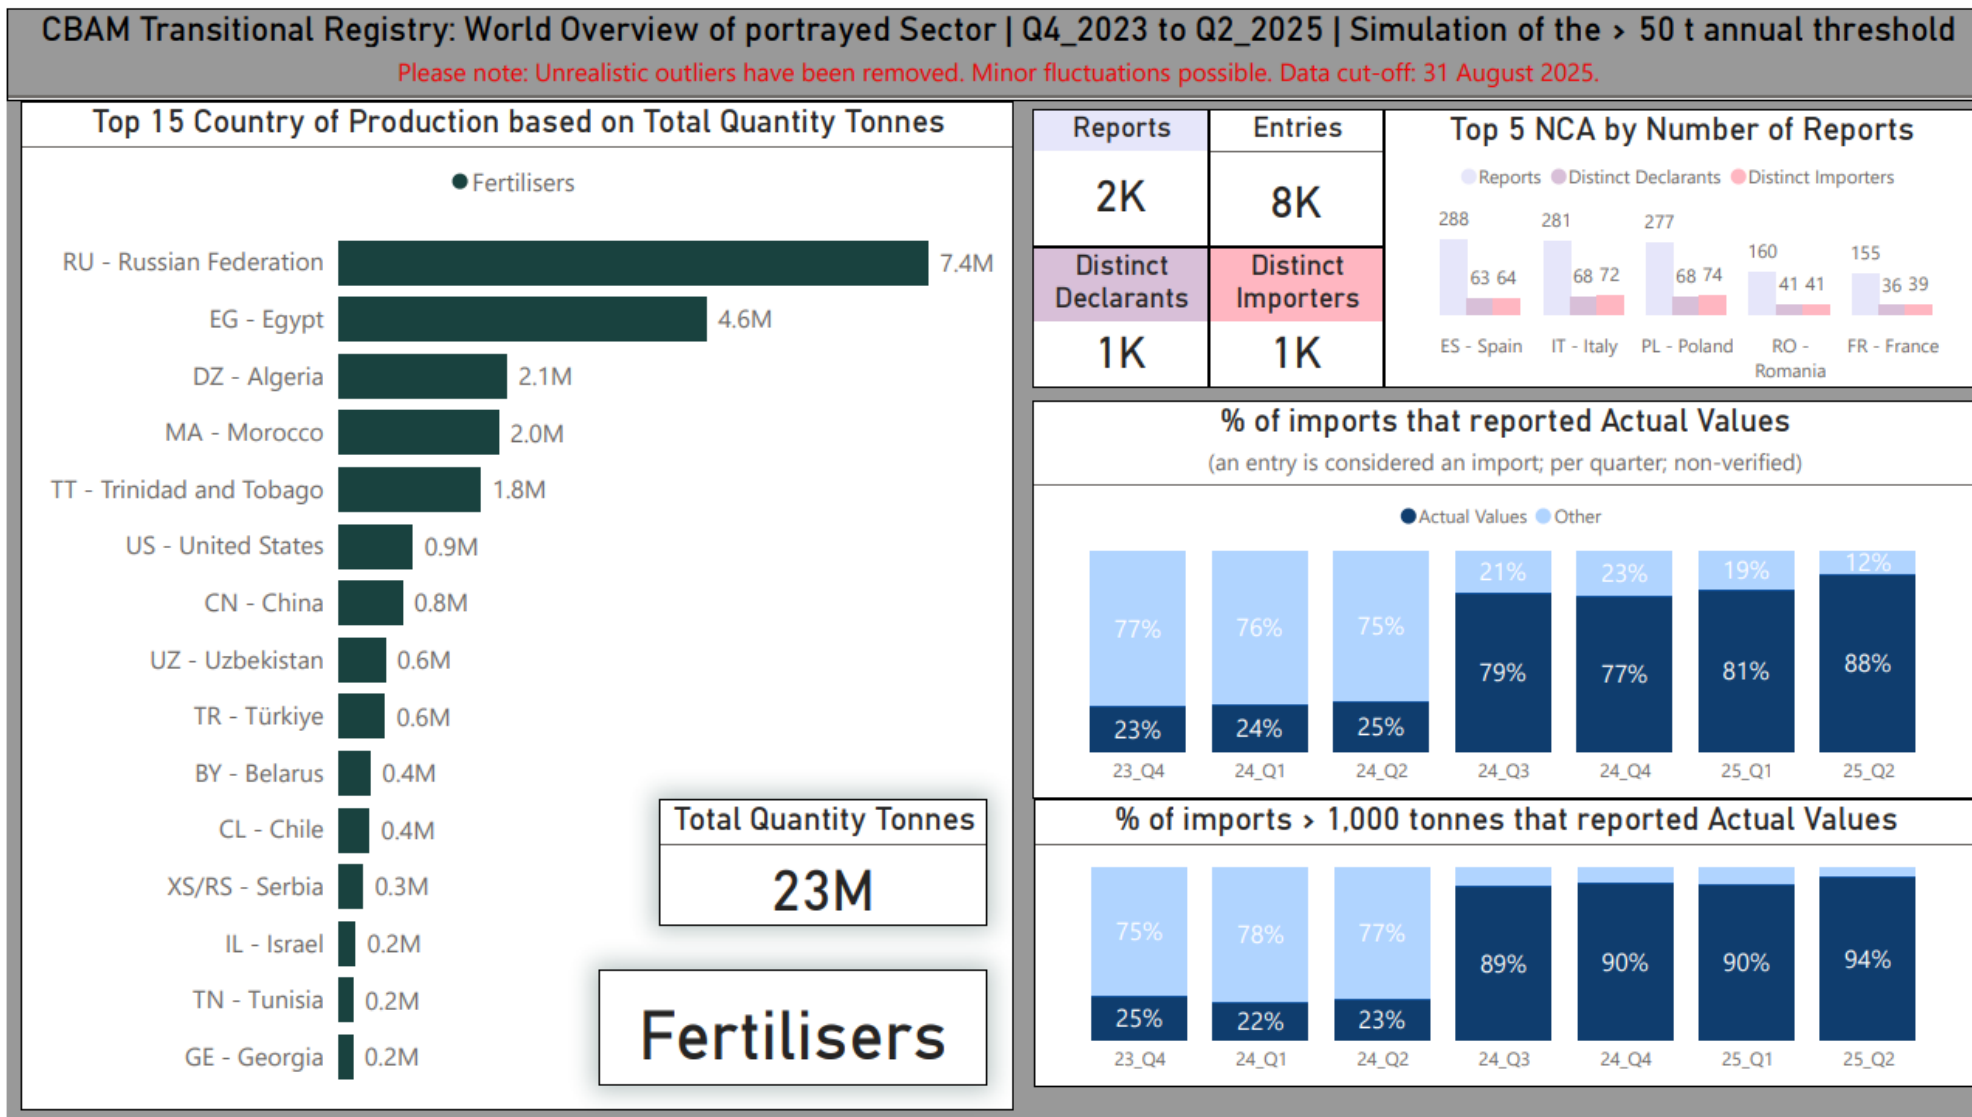 CBAM Transitional Registry: World Overview of portrayed Sector | Q4_2023 to Q2_2025 | Simulation of the > 50 t annual threshold
Please note: Unrealistic outliers have been removed. Minor fluctuations possible. Data cut-off: 31 August 2025.
Top 15 Country of Production based on Total Quantity Tonnes
Fertilisers
RU - Russian Federation 7.4M
EG - Egypt 4.6M
DZ - Algeria 2.1M
MA - Morocco 2.0M
TT - Trinidad and Tobago 1.8M
US - United States 0.9M
CN - China 0.8M
UZ - Uzbekistan 0.6M
TR - Türkiye 0.6M
BY - Belarus 0.4M
CL - Chile 0.4M
XS/RS - Serbia 0.3M
IL - Israel 0.2M
TN - Tunisia 0.2M
GE - Georgia 0.2M
Total Quantity Tonnes
23M
Fertilisers
Reports
2K
Entries
8K
Distinct
Declarants
1K
Distinct
Importers
1K
Top 5 NCA by Number of Reports
Reports Distinct Declarants Distinct Importers
288 281 277 160 155
63 64 68 72 68 74 41 41 36 39
ES - Spain IT - Italy PL - Poland RO - FR - France
Romania
% of imports that reported Actual Values
(an entry is considered an import; per quarter; non-verified)
Actual Values Other
77% 76% 75% 21% 23% 19% 12%
23% 24% 25% 79% 77% 81% 88%
23_Q4 24_Q1 24_Q2 24_Q3 24_Q4 25_Q1 25_Q2
% of imports > 1,000 tonnes that reported Actual Values
75% 78% 77%
25% 22% 23% 89% 90% 90% 94%
23_Q4 24_Q1 24_Q2 24_Q3 24_Q4 25_Q1 25_Q2